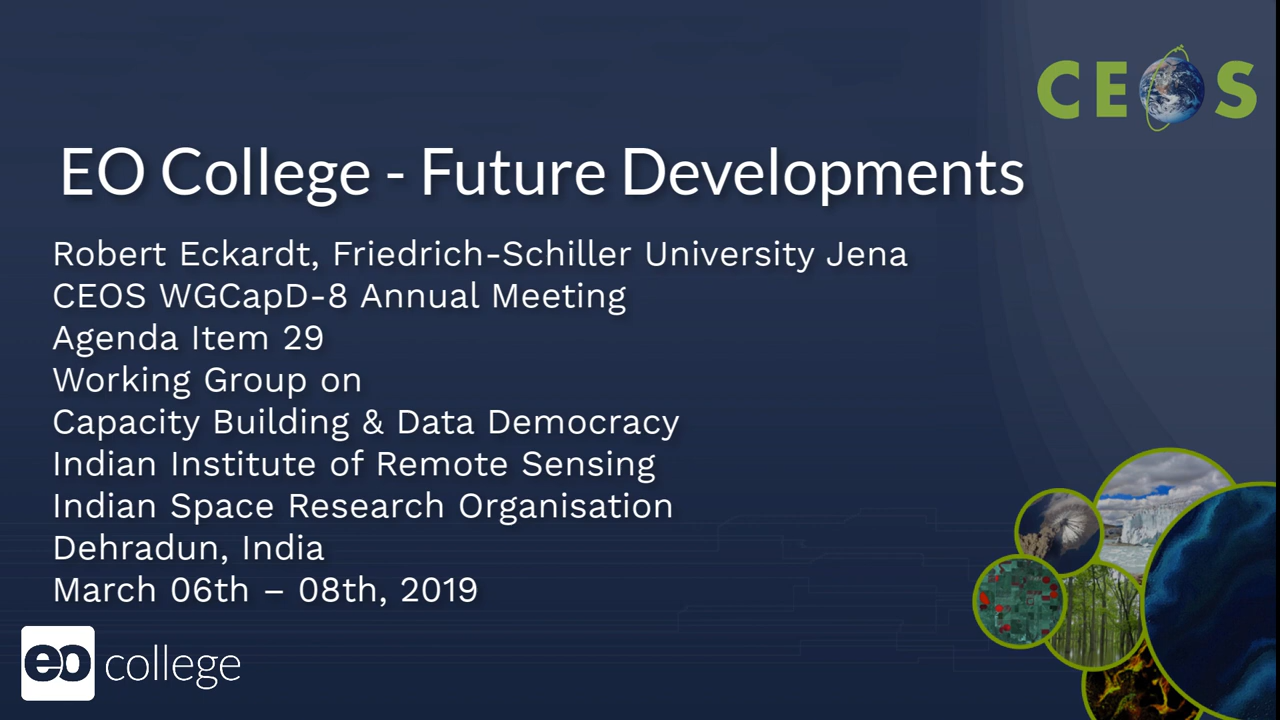 CEOS
EO College - Future Developments
Robert Eckardt, Friedrich-Schiller University Jena
CEOS WGCapD-8 Annual Meeting
Agenda Item 29
Working Group on
Capacity Building & Data Democracy
Indian Institute of Remote Sensing
Indian Space Research Organisation
Dehradun, India
March 06th – 08th, 2019
eo college